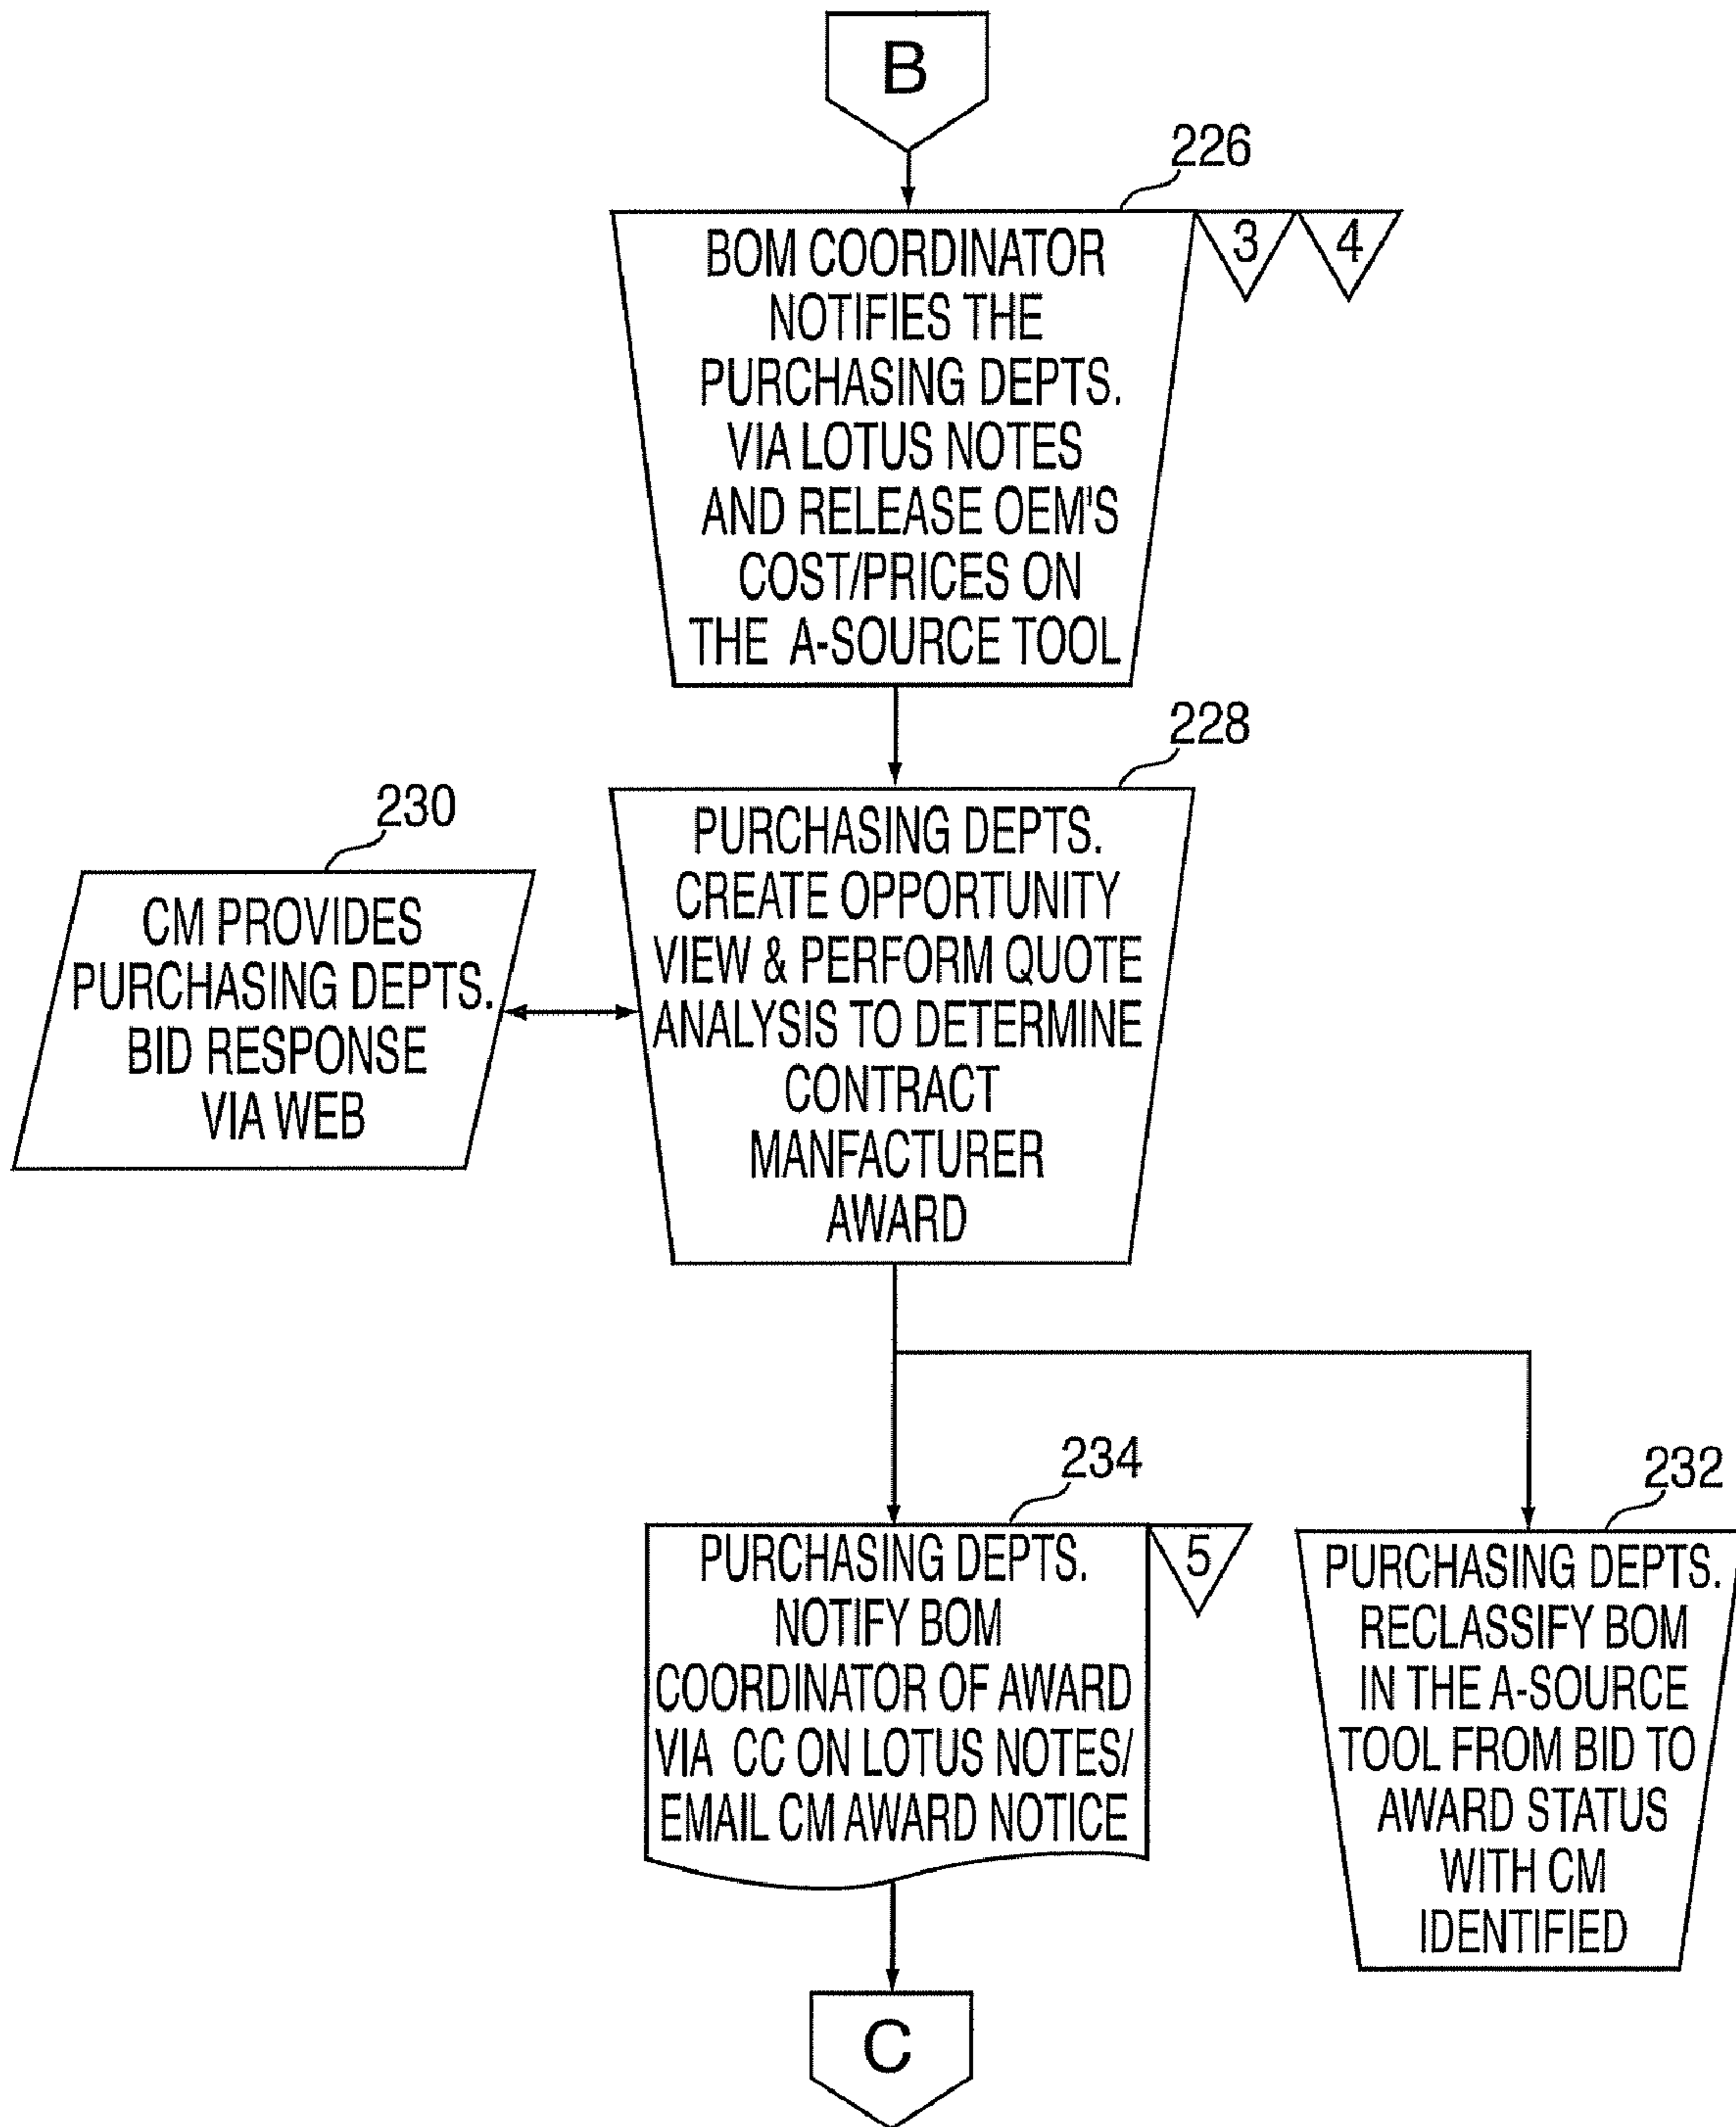 B
226
BOM COORDINATOR
NOTIFIES THE
PURCHASING DEPTS.
VIA LOTUS NOTES
AND RELEASE OEM'S
COST/PRICES ON
THE A-SOURCE TOOL
3
4
228
PURCHASING DEPTS.
CREATE OPPORTUNITY
VIEW & PERFORM QUOTE
ANALYSIS TO DETERMINE
CONTRACT
MANFACTURER
AWARD
230
CM PROVIDES
PURCHASING DEPTS.
BID RESPONSE
VIA WEB
234
PURCHASING DEPTS.
NOTIFY BOM
COORDINATOR OF AWARD
VIA CC ON LOTUS NOTES/
EMAIL CM AWARD NOTICE
5
232
PURCHASING DEPTS.
RECLASSIFY BOM
IN THE A-SOURCE
TOOL FROM BID TO
AWARD STATUS
WITH CM
IDENTIFIED
C